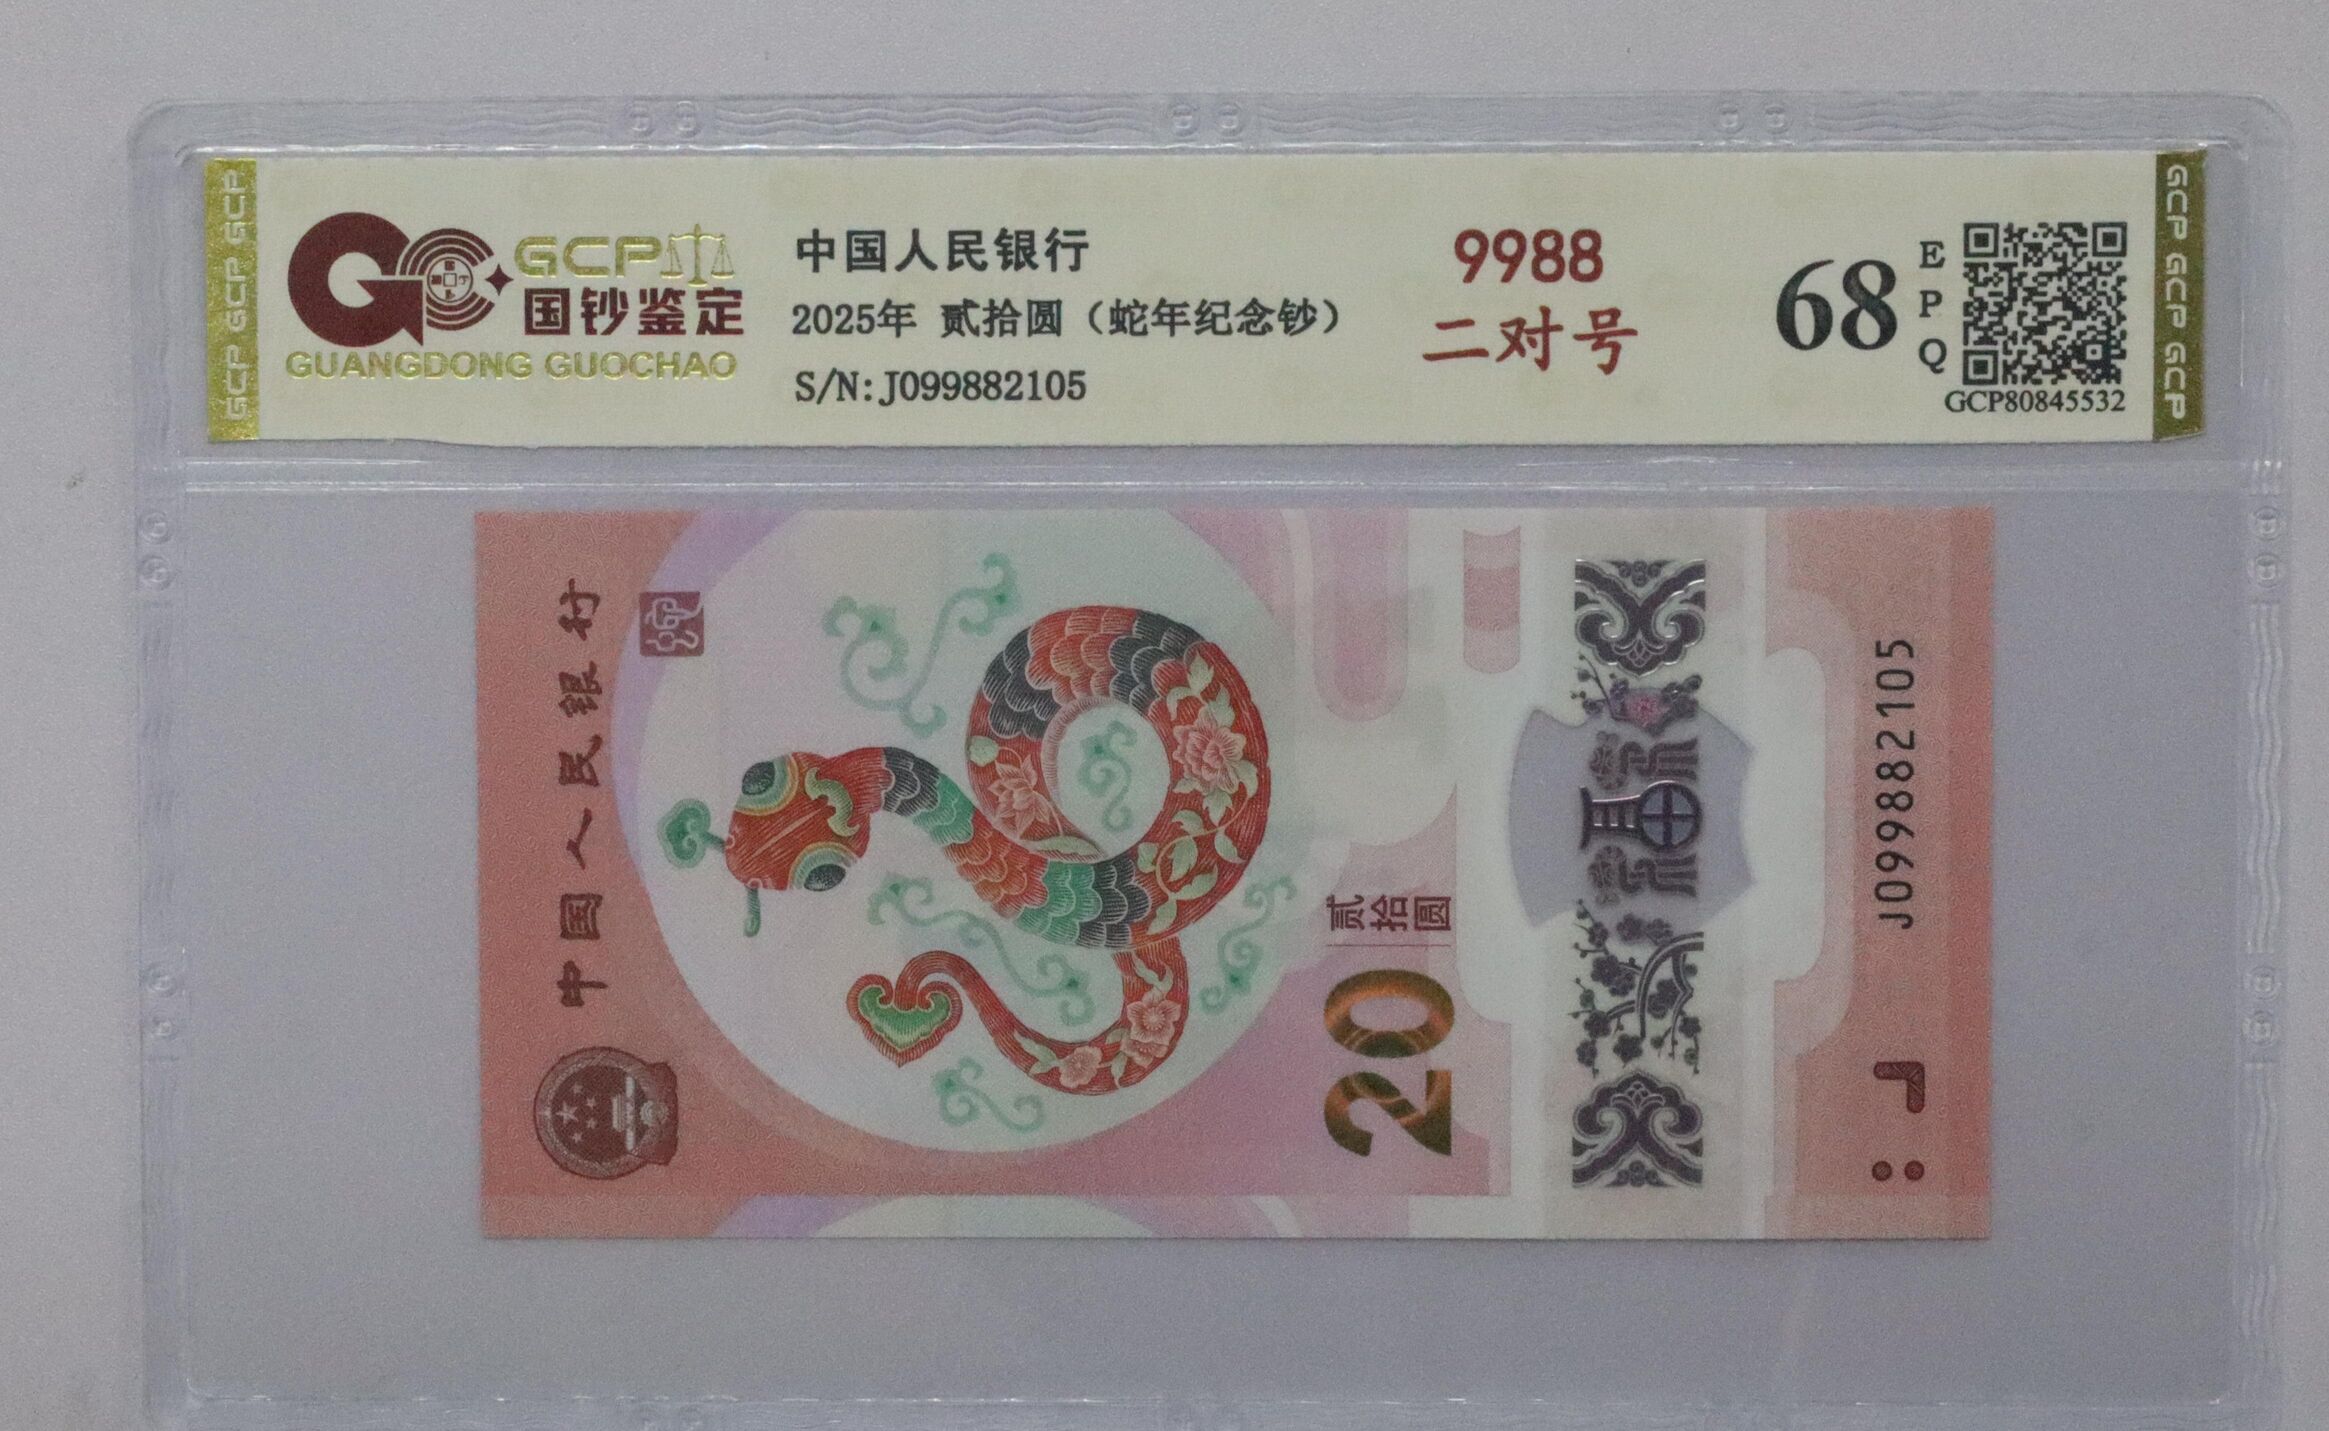 GCP GCP GCP
GCP
国钞鉴定
GUANGDONG GUOCHAO
中国人民银行
2025年 贰拾圆（蛇年纪念钞）
S/N:J099882105
9988
二对号
68
EPQ
GCP80845532
GCP GCP GCP
中国人民银行
20
贰拾圆
福
J099882105